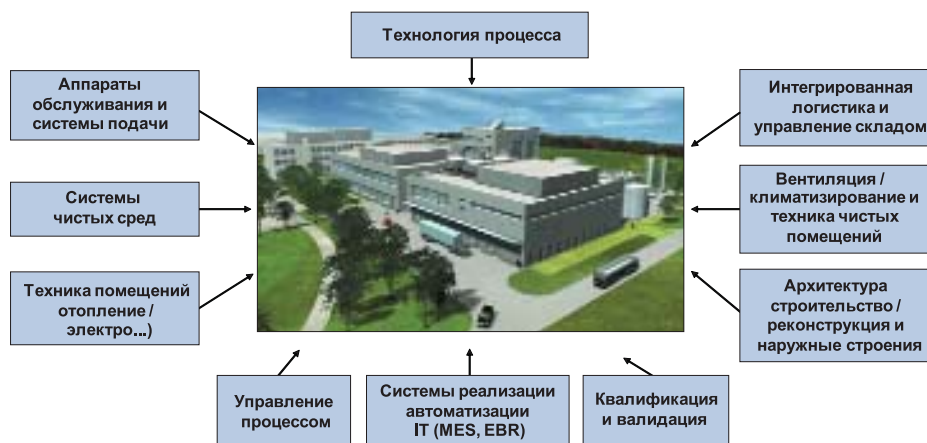 Технология процесса
Аппараты
обслуживания и
системы подачи
Интегрированная
логистика и
управление складом
Системы
чистых сред
Вентиляция /
климатизирование и
техника чистых
помещений
Техника помещений
отопление /
электро...)
Архитектура
строительство /
реконструкция и
наружные строения
Управление
процессом
Системы реализации
автоматизации
IT (MES, EBR)
Квалификация
и валидация